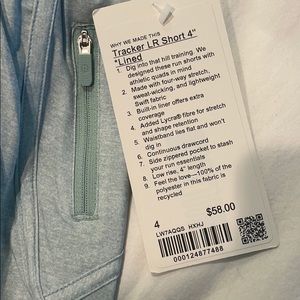 WHY WE MADE THIS
Tracker LR Short 4"
*Lined
1. Dig into that hill training. We
designed these run shorts with
athletic quads in mind
2. Made with four-way stretch,
sweat-wicking, and lightweight
Swift fabric
3. Built-in liner offers extra
coverage
4. Added Lycra® fibre for stretch
and shape retention
5. Waistband lies flat and won't
dig in
6. Continuous drawcord
7. Side zippered pocket to stash
your run essentials
8. Low rise, 4" length
9. Feel the love—100% of the
polyester in this fabric is
recycled
4
$58.00
LW7AQQS HXHJ
000124877488